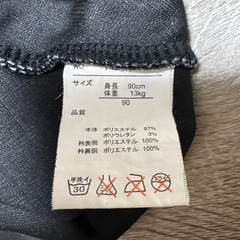 NO
サイズ 身長 90cm
体重 13kg
90
品質
本体 ポリエステル 97%
ポリウレタン 3%
衿表側 ポリエステル 100%
衿裏側 ポリエステル 100%
手洗イ
30